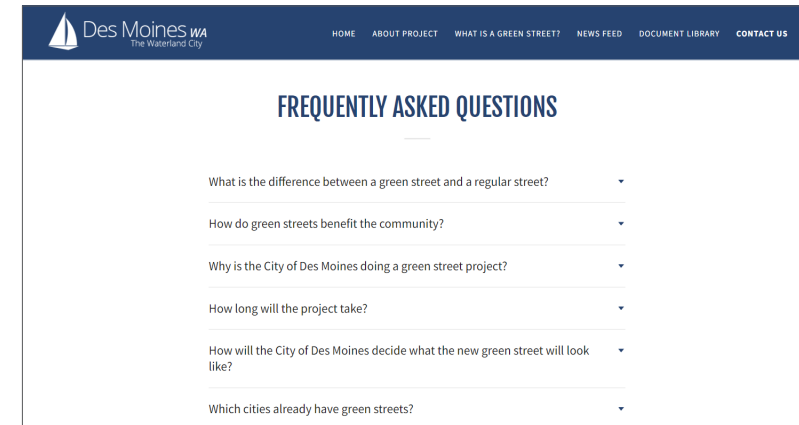 Des Moines WA
The Waterland City
HOME ABOUT PROJECT WHAT IS A GREEN STREET? NEWS FEED DOCUMENT LIBRARY CONTACT US
FREQUENTLY ASKED QUESTIONS
What is the difference between a green street and a regular street?
How do green streets benefit the community?
Why is the City of Des Moines doing a green street project?
How long will the project take?
How will the City of Des Moines decide what the new green street will look
like?
Which cities already have green streets?